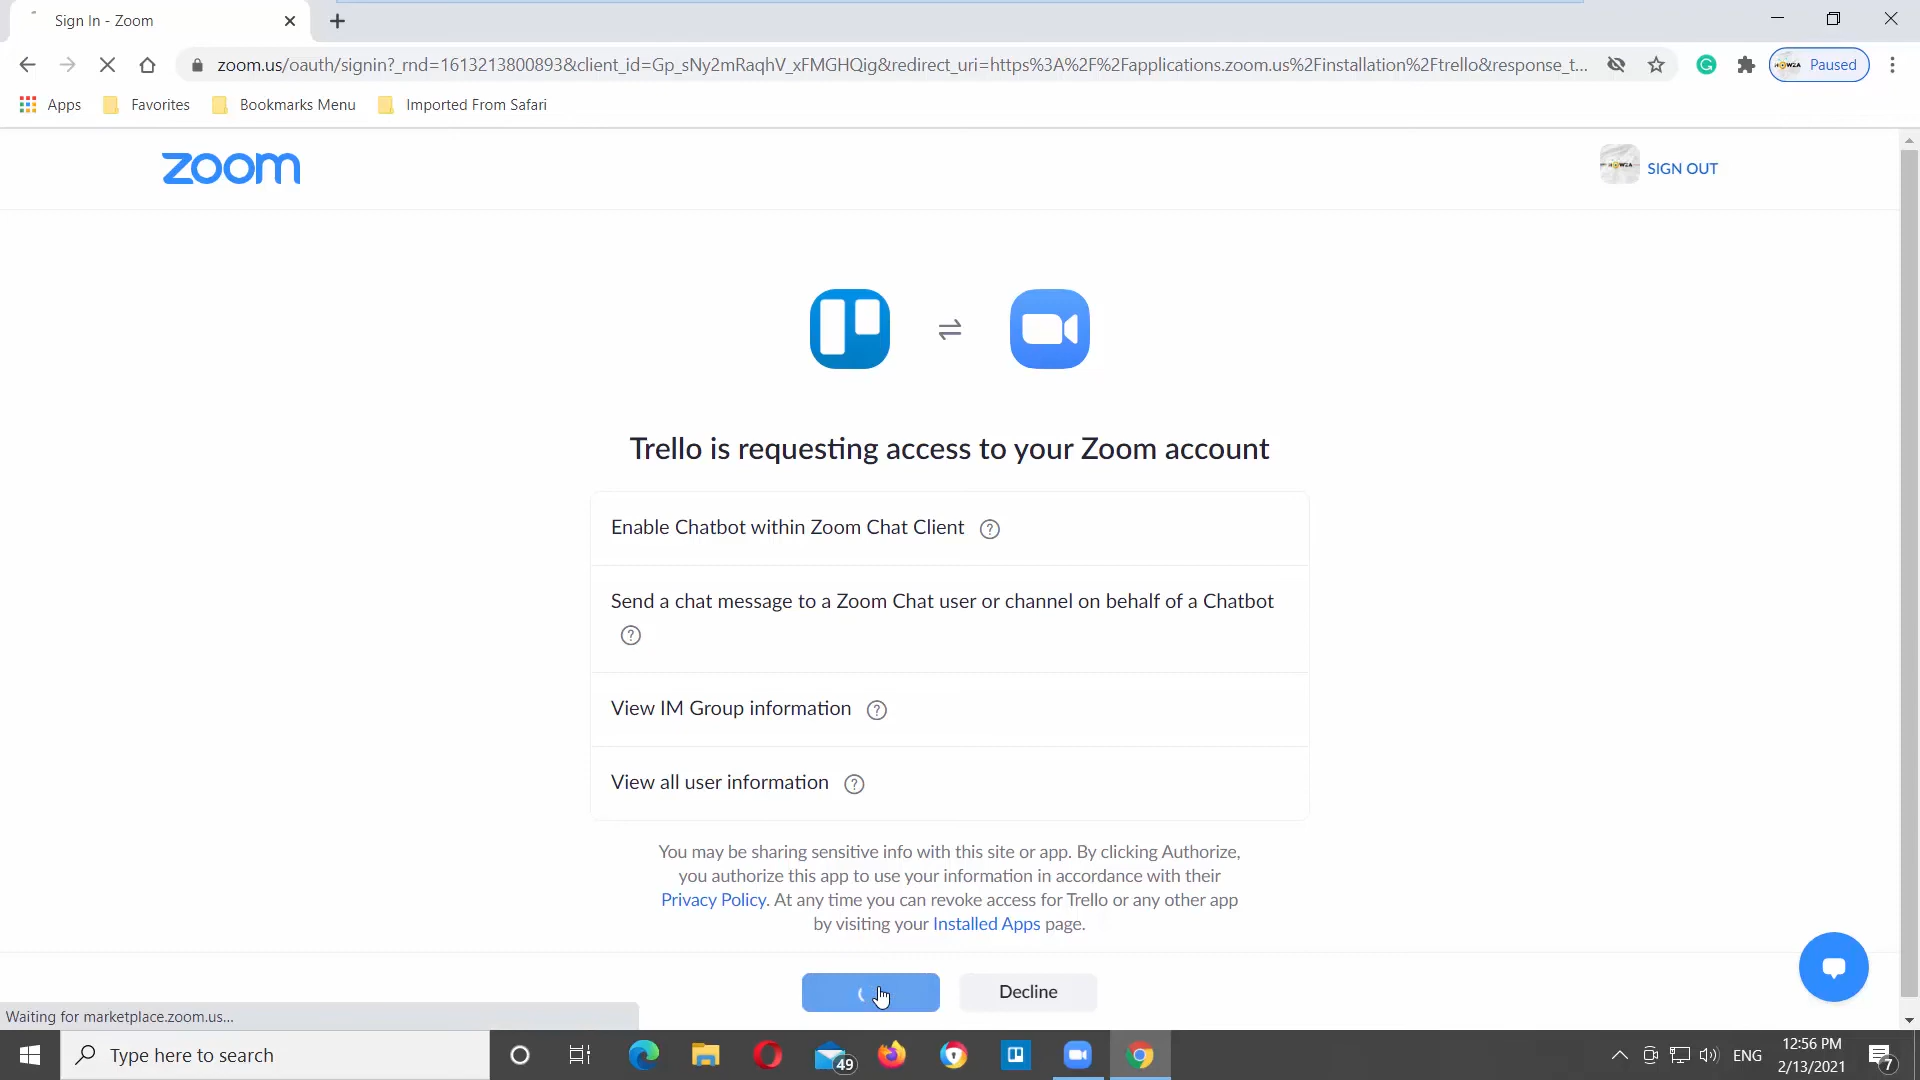 Sign In - Zoom
zoom.us/oauth/signin?_rnd=1613213800893&client_id=Gp_sNy2mRaqhV_xFMGHQig&redirect_uri=https%3A%2F%2Fapplications.zoom.us%2Finstallation%2Ftrello&response_t...
Paused
Apps
Favorites
Bookmarks Menu
Imported From Safari
zoom
SIGN OUT
Trello is requesting access to your Zoom account
Enable Chatbot within Zoom Chat Client ?
Send a chat message to a Zoom Chat user or channel on behalf of a Chatbot
?
View IM Group information ?
View all user information ?
You may be sharing sensitive info with this site or app. By clicking Authorize,
you authorize this app to use your information in accordance with their
Privacy Policy. At any time you can revoke access for Trello or any other app
by visiting your Installed Apps page.
Decline
Waiting for marketplace.zoom.us...
Type here to search
49
ENG
12:56 PM
2/13/2021
7